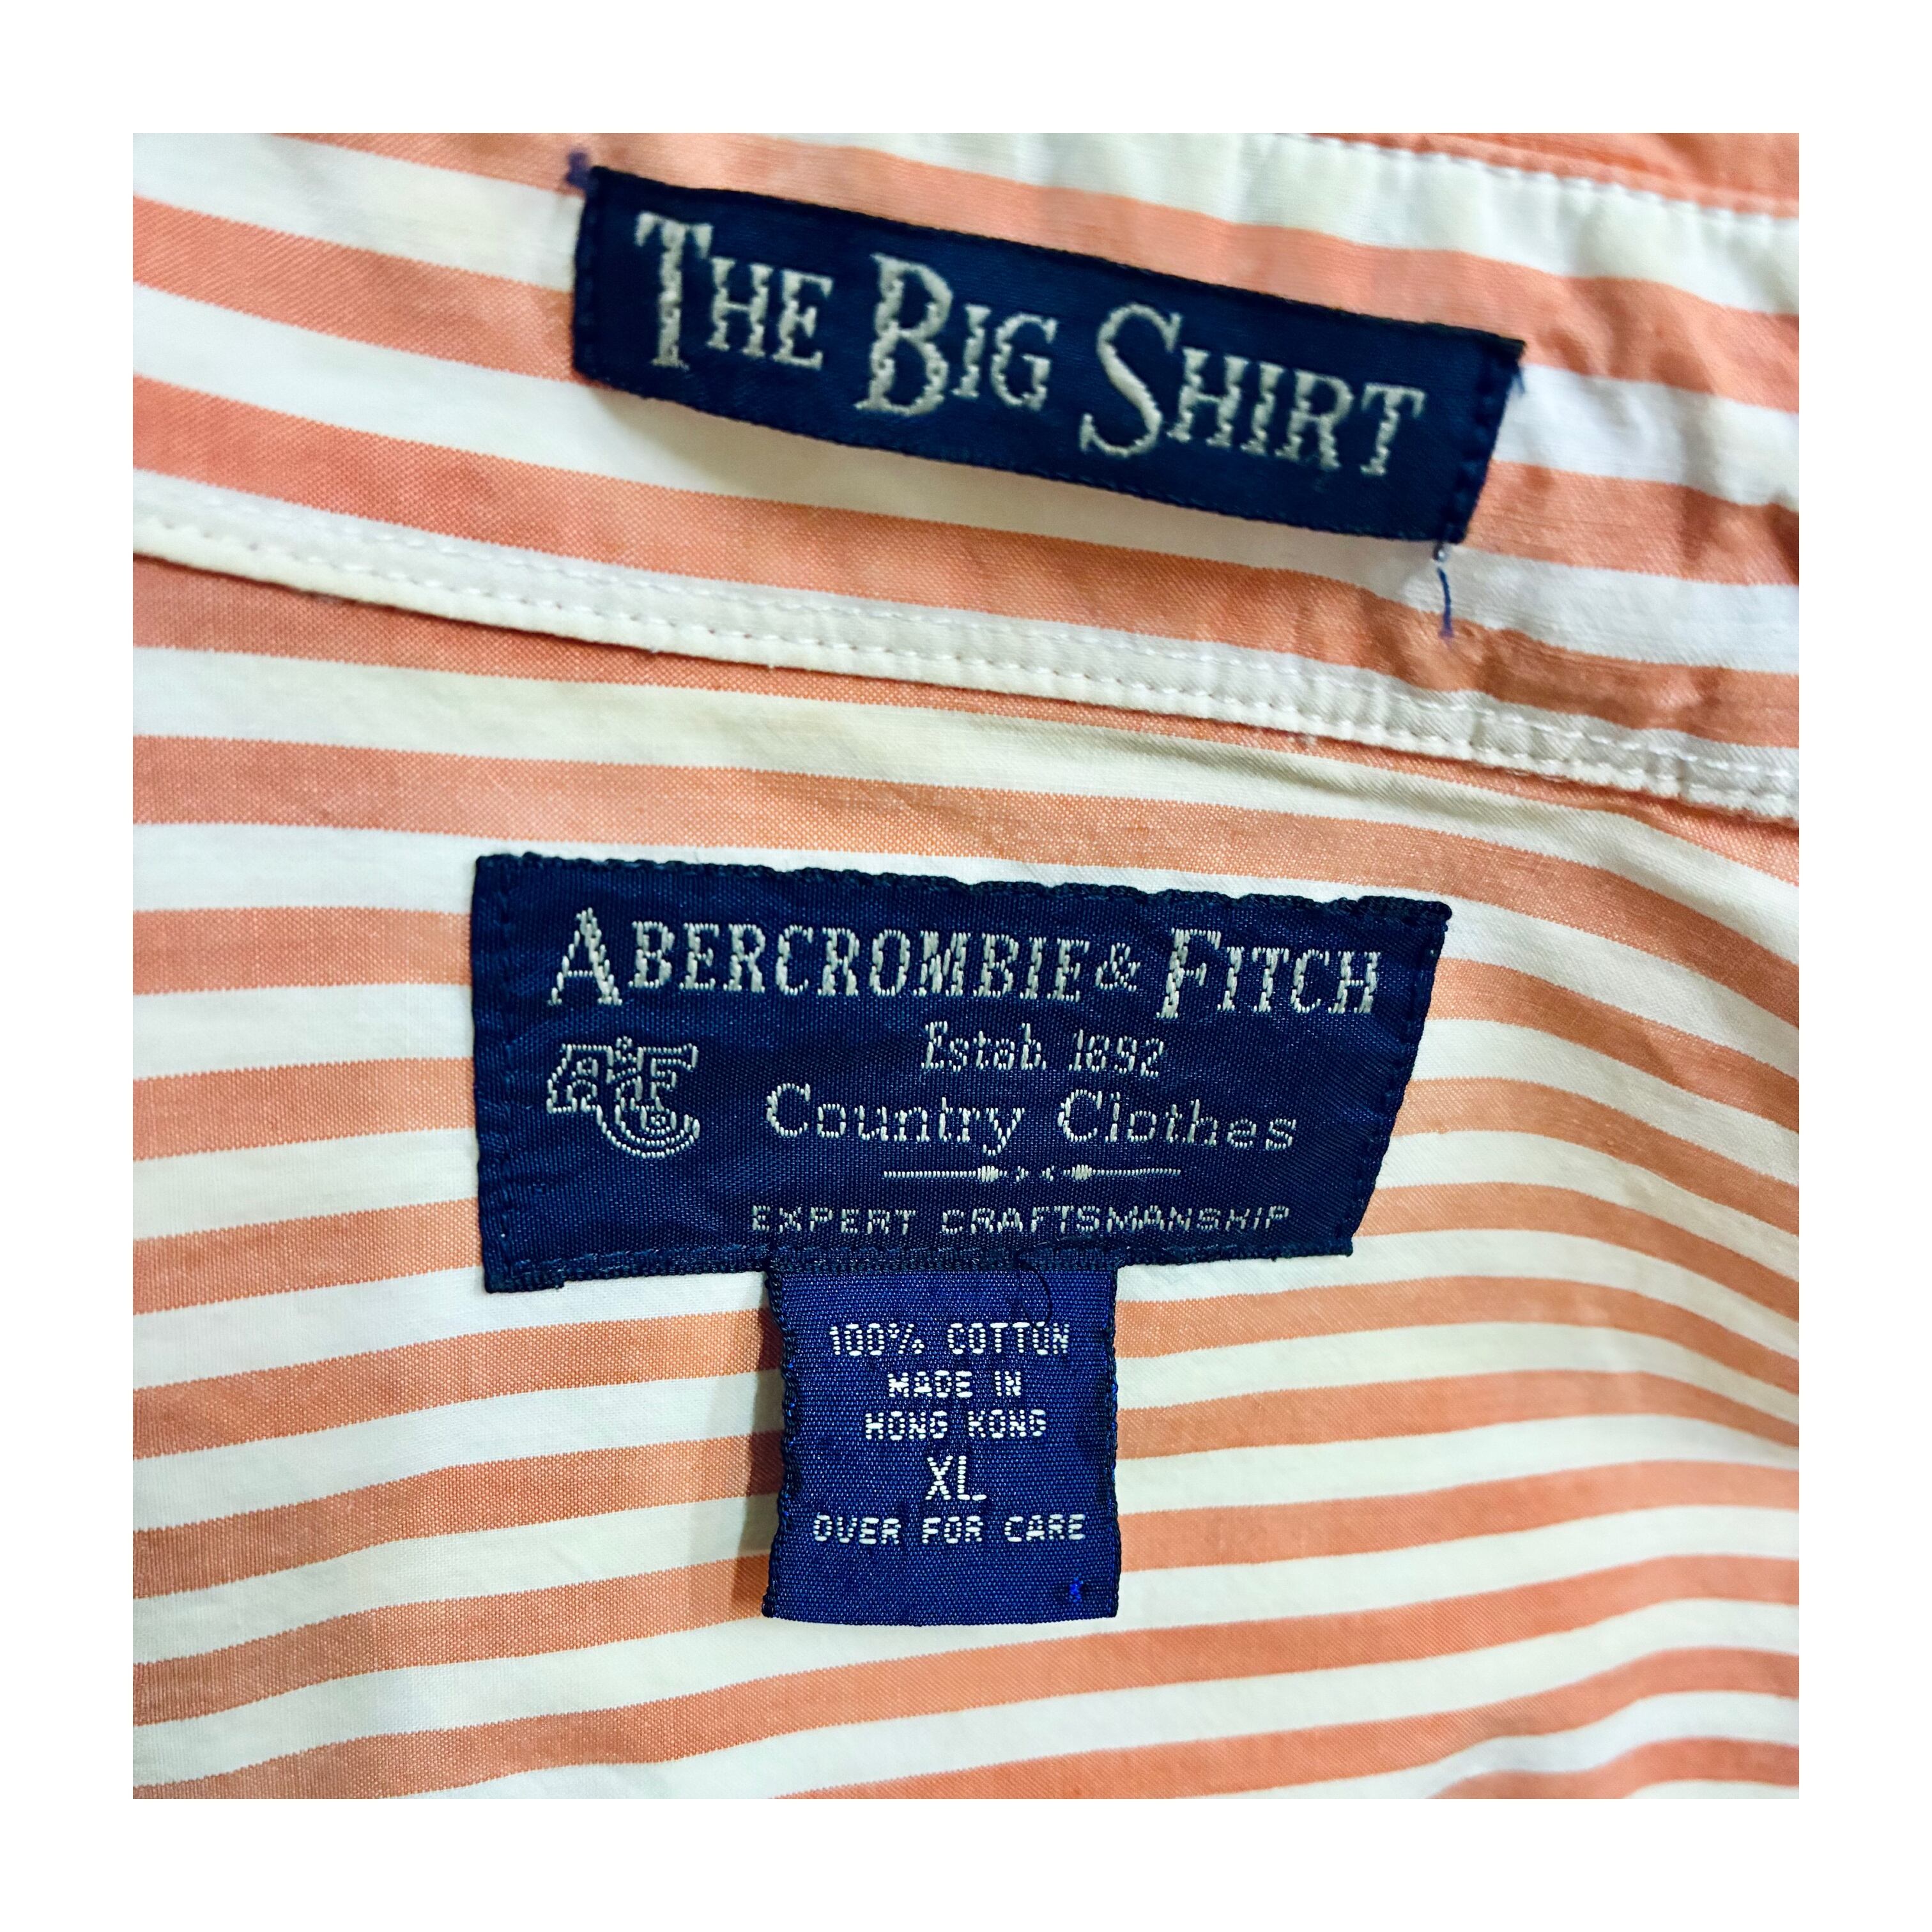 THE BIG SHIRT
ABERCROMBIE & FITCH
Estab. 1892
A&F Co
Country Clothes
EXPERT CRAFTSMANSHIP
100% COTTON
MADE IN
HONG KONG
XL
OVER FOR CARE